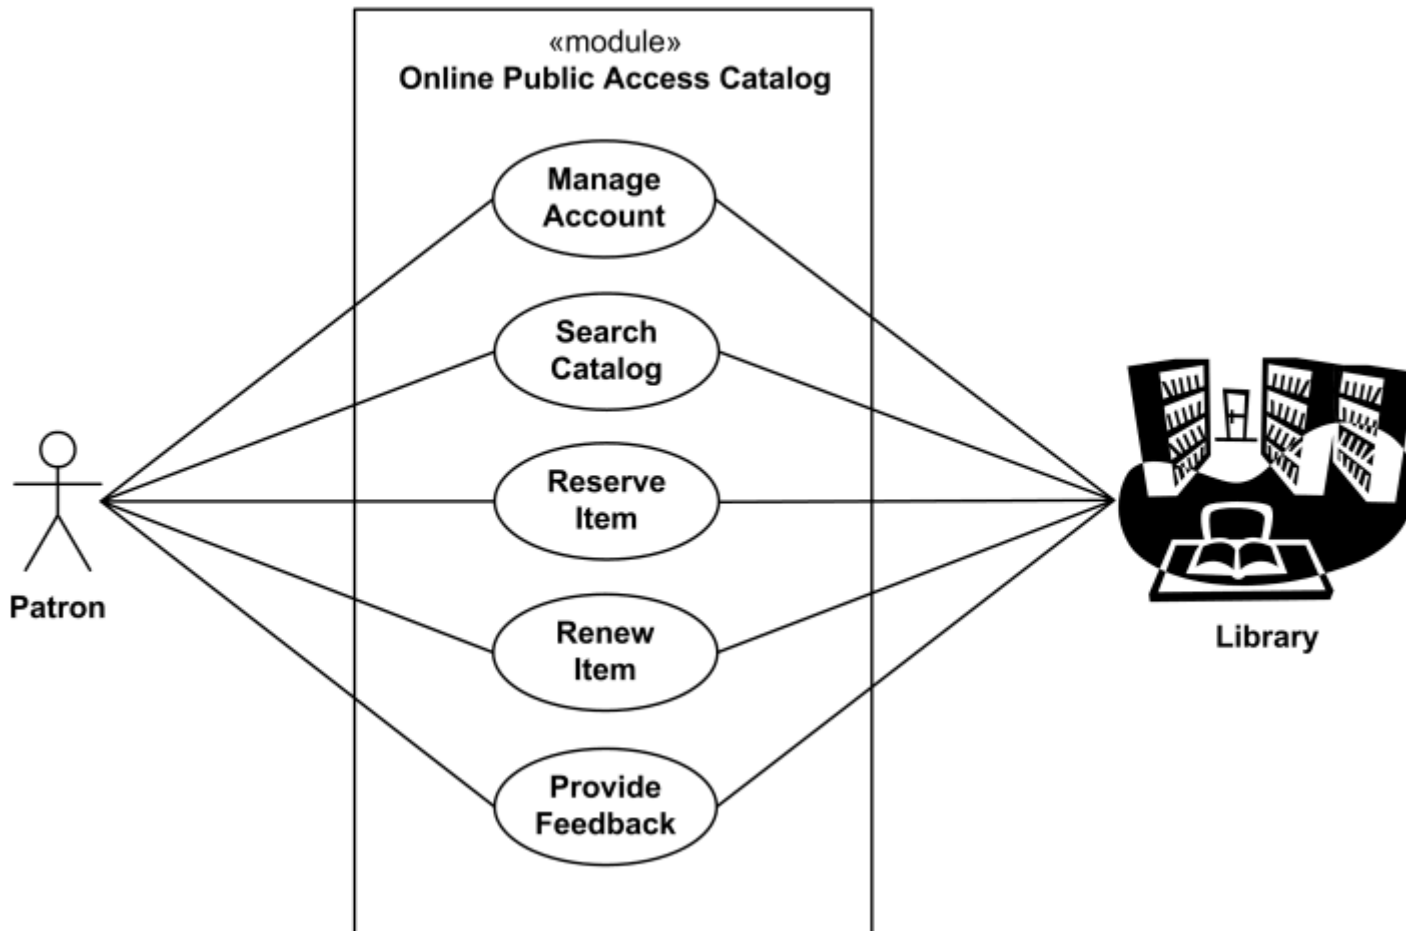 «module»
Online Public Access Catalog
Manage
Account
Search
Catalog
Reserve
Item
Renew
Item
Provide
Feedback
Patron
Library